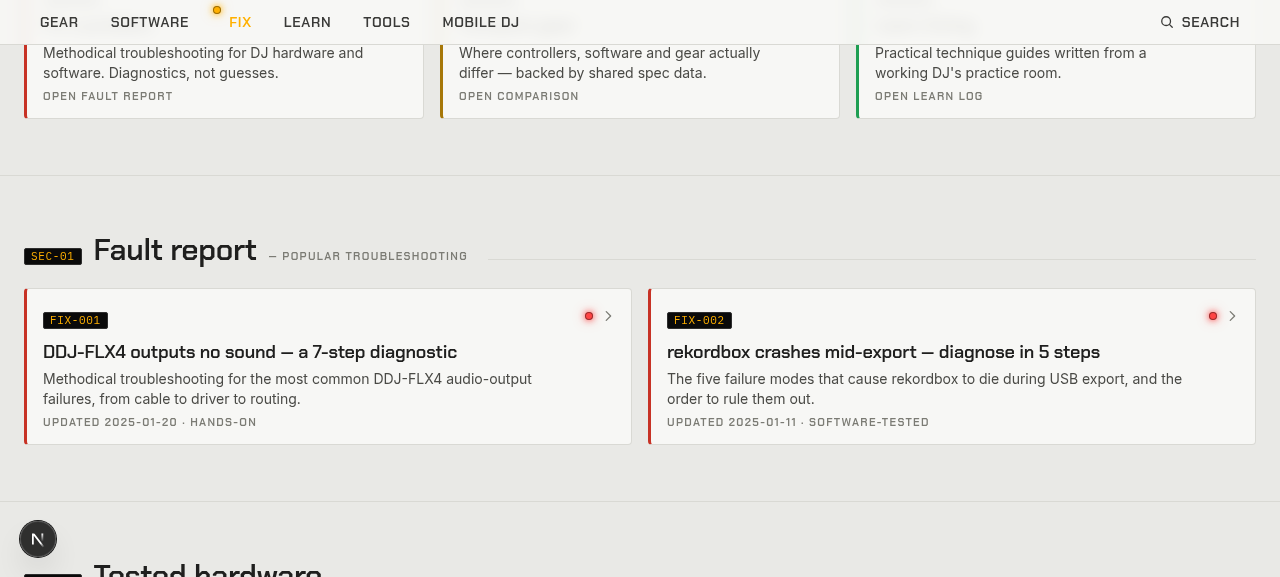 GEAR SOFTWARE FIX LEARN TOOLS MOBILE DJ SEARCH
Methodical troubleshooting for DJ hardware and
software. Diagnostics, not guesses.
OPEN FAULT REPORT
Where controllers, software and gear actually
differ — backed by shared spec data.
OPEN COMPARISON
Practical technique guides written from a
working DJ's practice room.
OPEN LEARN LOG
SEC-01 Fault report — POPULAR TROUBLESHOOTING
FIX-001
DDJ-FLX4 outputs no sound — a 7-step diagnostic
Methodical troubleshooting for the most common DDJ-FLX4 audio-output
failures, from cable to driver to routing.
UPDATED 2025-01-20 · HANDS-ON
FIX-002
rekordbox crashes mid-export — diagnose in 5 steps
The five failure modes that cause rekordbox to die during USB export, and the
order to rule them out.
UPDATED 2025-01-11 · SOFTWARE-TESTED
N
Tested hardware